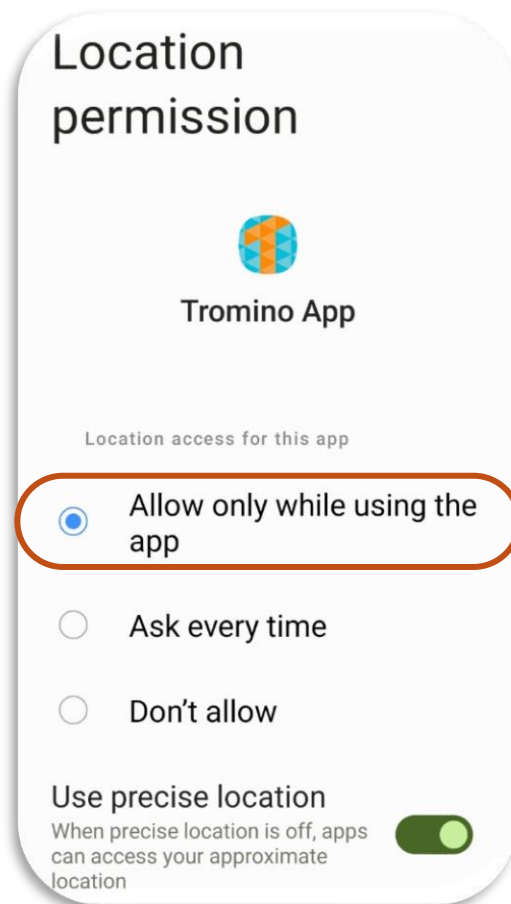 Location
permission
Tromino App
Location access for this app
Allow only while using the
app
Ask every time
Don't allow
Use precise location
When precise location is off, apps
can access your approximate
location